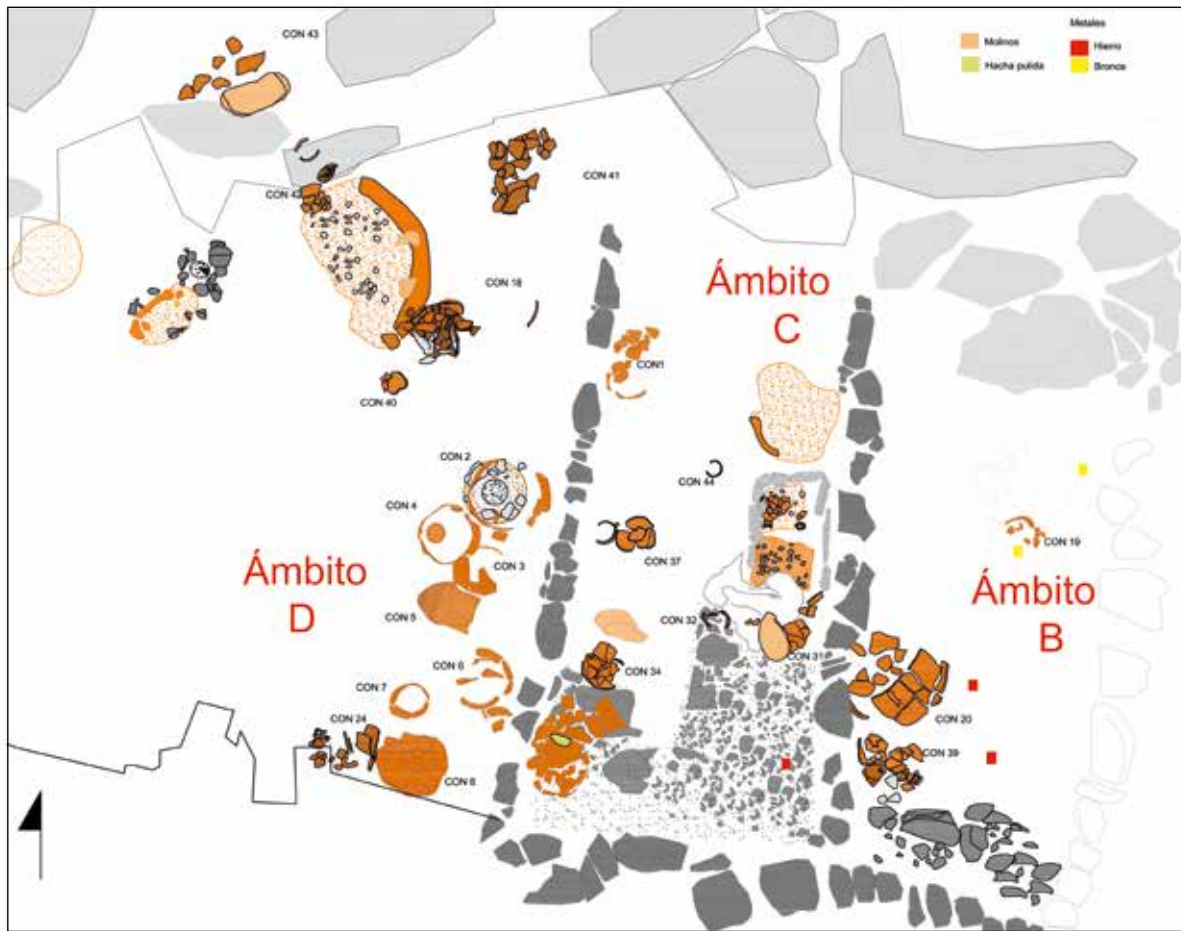 CON 43
Molinos
Hacha pulida
Metales
Hierro
Bronce
CON 41
CON 42
CON 18
Ámbito
C
CON1
CON 40
CON 2
CON 44
CON 4
CON 19
CON 37
CON 3
Ámbito
D
Ámbito
B
CON 5
CON 32
CON 31
CON 6
CON 34
CON 7
CON 20
CON 24
CON 39
CON 8